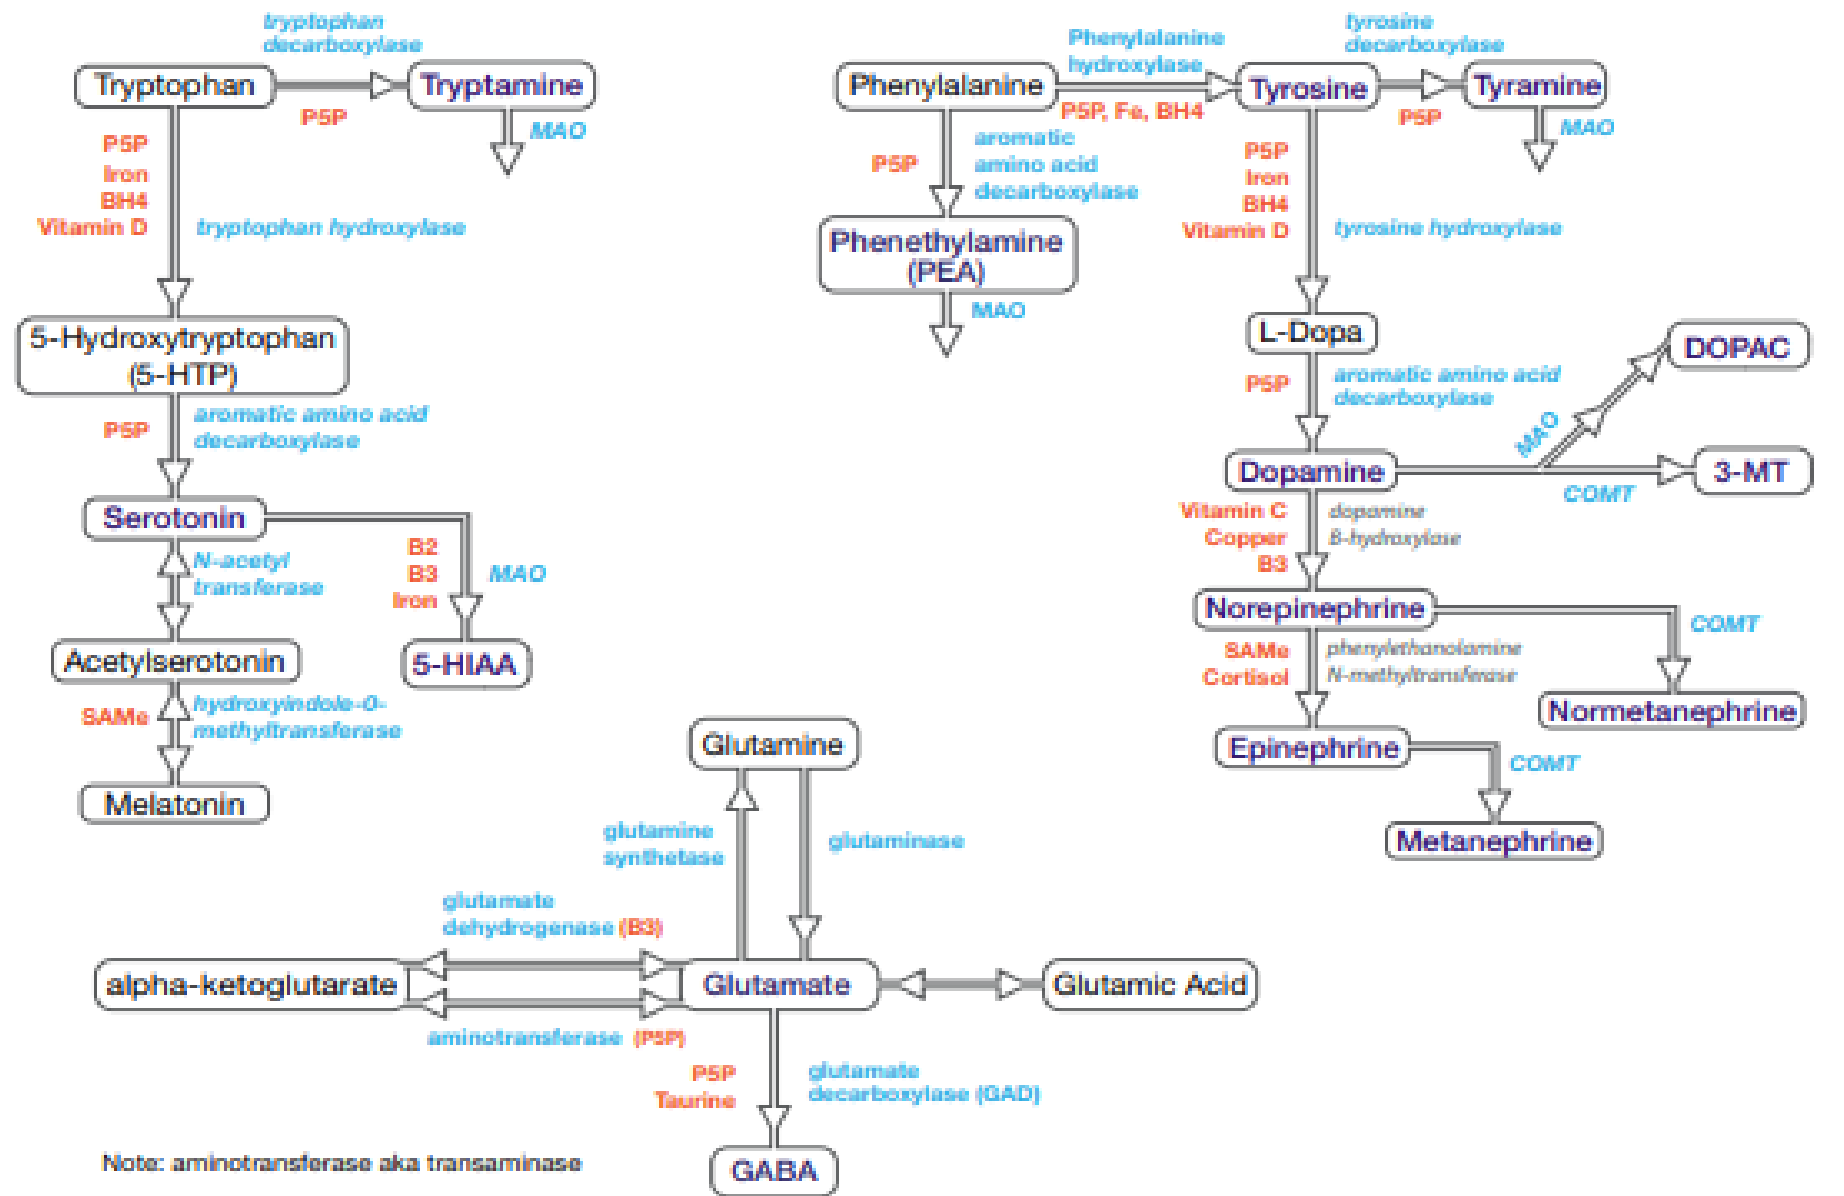 tryptophan
decarboxylase
Tryptophan
Tryptamine
P5P
MAO
P5P
Iron
BH4
Vitamin D
tryptophan hydroxylase
5-Hydroxytryptophan
(5-HTP)
P5P
aromatic amino acid
decarboxylase
Serotonin
N-acetyl
transferase
B2
B3
Iron
MAO
Acetylserotonin
5-HIAA
SAMe
hydroxyindole-O-
methyltransferase
Melatonin
Phenylalanine
Phenylalanine
hydroxylase
P5P, Fe, BH4
Tyrosine
tyrosine
decarboxylase
P5P
Tyramine
MAO
P5P
aromatic
amino acid
decarboxylase
Phenethylamine
(PEA)
MAO
P5P
Iron
BH4
Vitamin D
tyrosine hydroxylase
L-Dopa
P5P
aromatic amino acid
decarboxylase
DOPAC
MAO
Dopamine
COMT
3-MT
Vitamin C
Copper
B3
dopamine
B-hydroxylase
Norepinephrine
COMT
SAMe
Cortisol
phenylethanolamine
N-methyltransferase
Normetanephrine
Epinephrine
COMT
Metanephrine
Glutamine
glutamine
synthetase
glutaminase
glutamate
dehydrogenase (B3)
alpha-ketoglutarate
Glutamate
Glutamic Acid
aminotransferase (P5P)
P5P
Taurine
glutamate
decarboxylase (GAD)
GABA
Note: aminotransferase aka transaminase